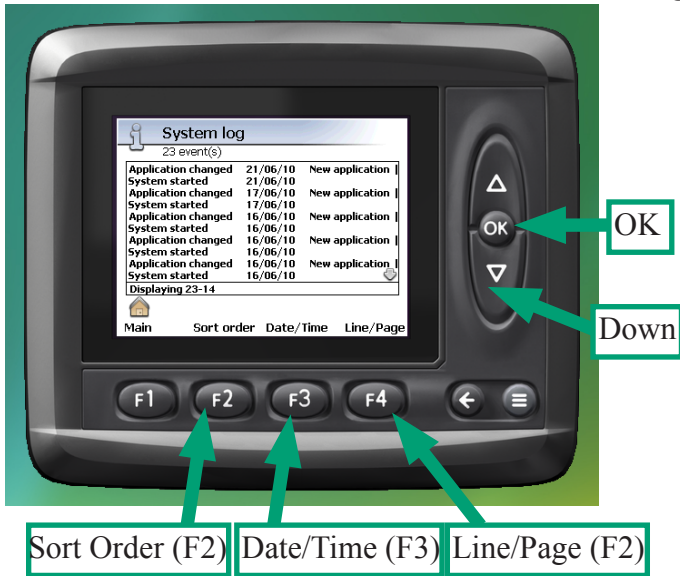 System log
23 event(s)
Application changed 21/06/10 New application |
System started 21/06/10
Application changed 17/06/10 New application |
System started 17/06/10
Application changed 16/06/10 New application |
System started 16/06/10
Application changed 16/06/10 New application |
System started 16/06/10
Application changed 16/06/10 New application |
System started 16/06/10
Displaying 23-14
Main Sort order Date/Time Line/Page
OK
OK
Down
F1 F2 F3 F4
Sort Order (F2) Date/Time (F3) Line/Page (F2)